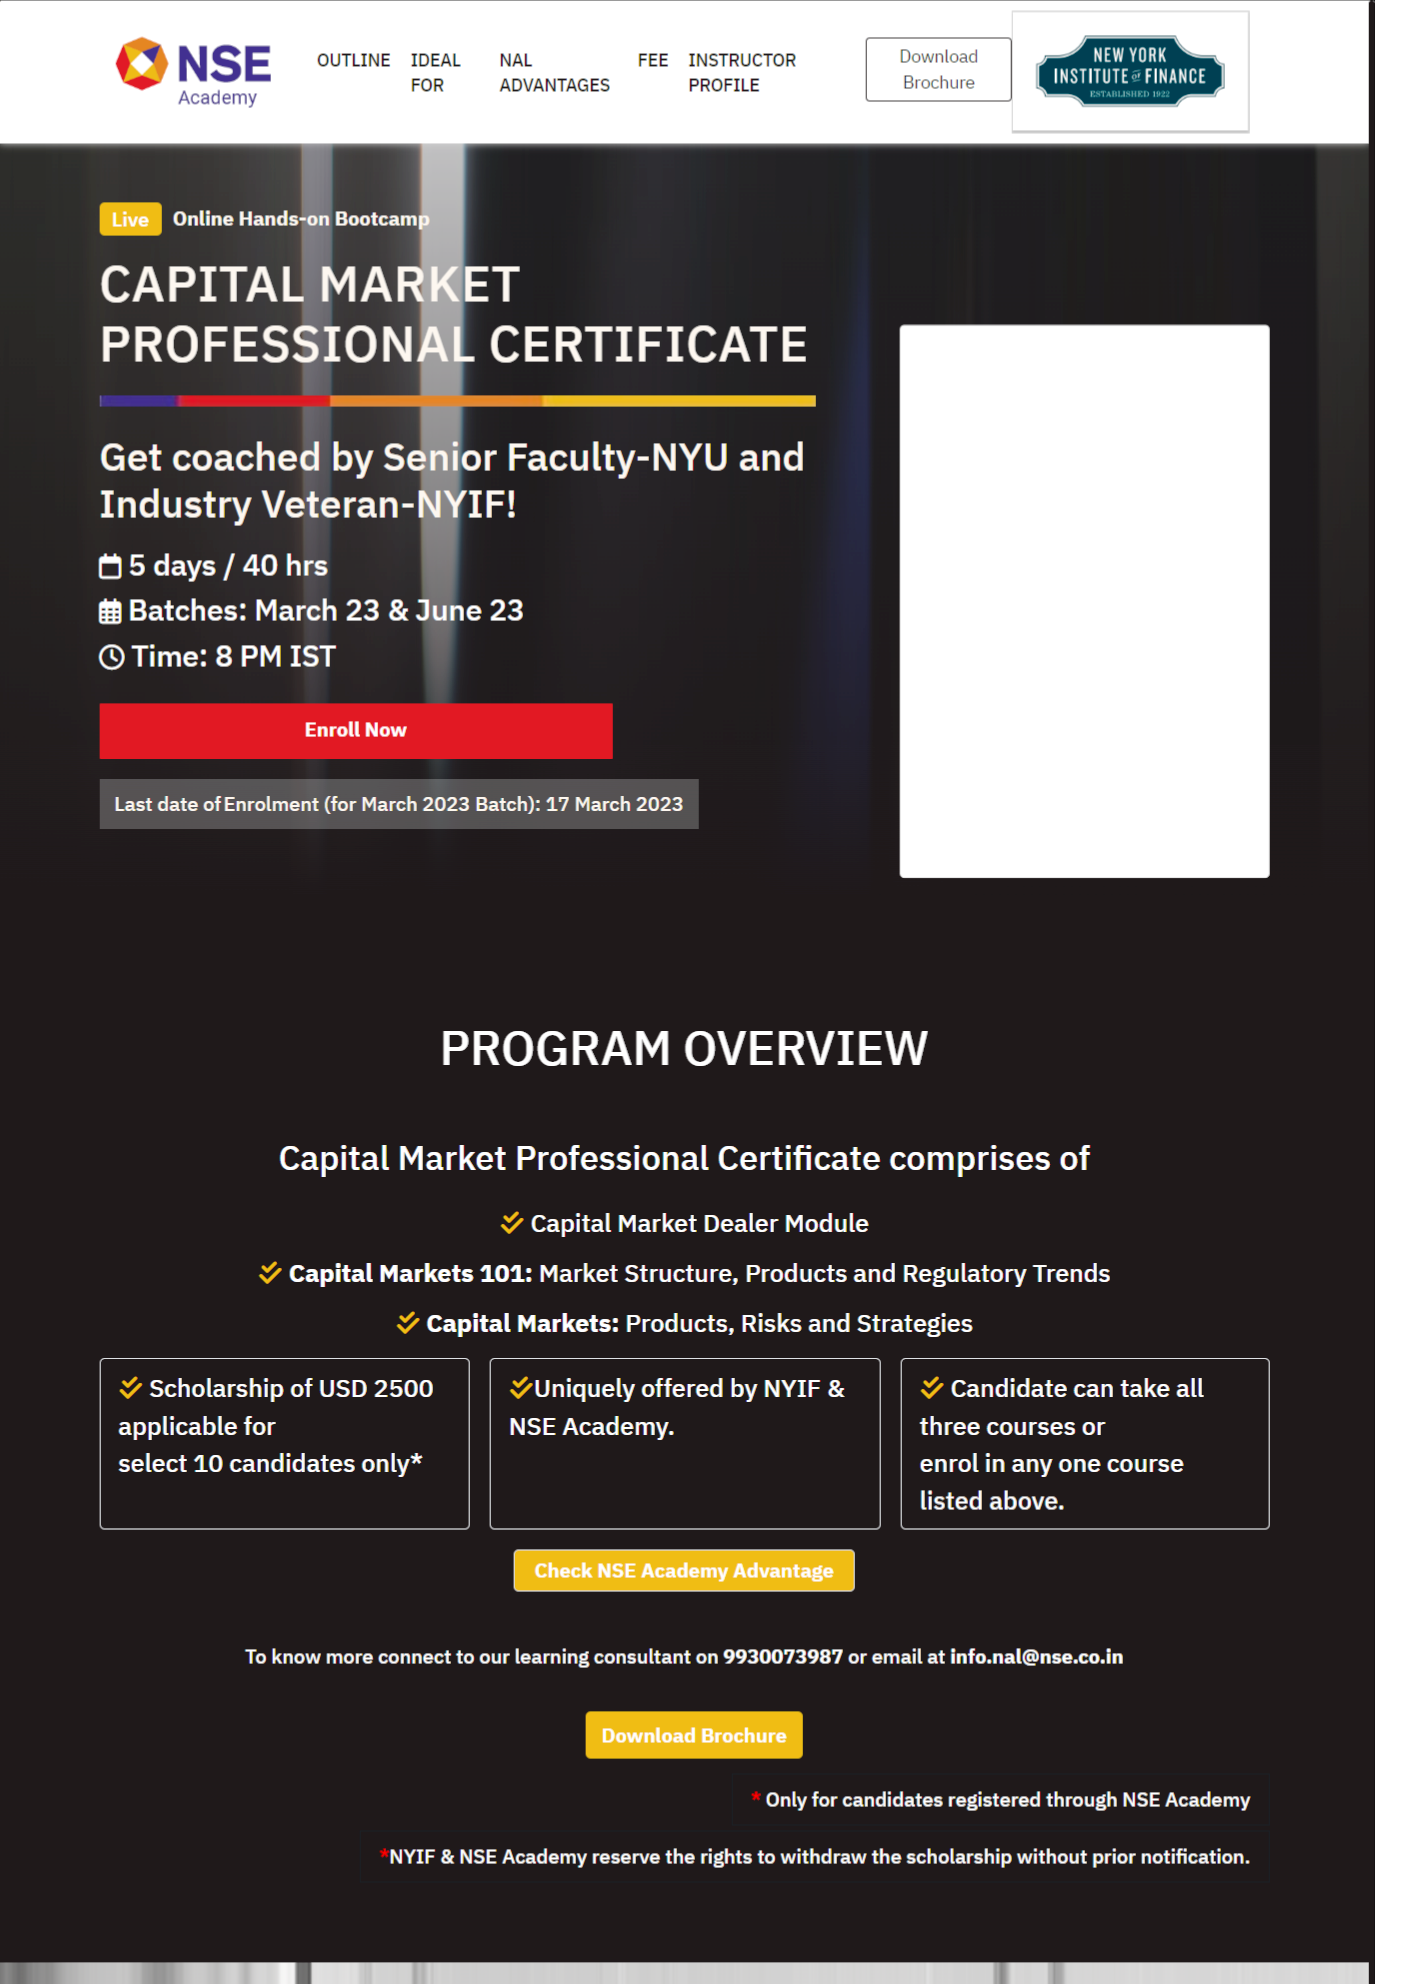 NSE
Academy
OUTLINE
IDEAL
FOR
NAL
ADVANTAGES
FEE
INSTRUCTOR
PROFILE
Download
Brochure
NEW YORK
INSTITUTE of FINANCE
ESTABLISHED 1922
Live Online Hands-on Bootcamp
CAPITAL MARKET
PROFESSIONAL CERTIFICATE
Get coached by Senior Faculty-NYU and
Industry Veteran-NYIF!
5 days / 40 hrs
Batches: March 23 & June 23
Time: 8 PM IST
Enroll Now
Last date of Enrolment (for March 2023 Batch): 17 March 2023
PROGRAM OVERVIEW
Capital Market Professional Certificate comprises of
Capital Market Dealer Module
Capital Markets 101: Market Structure, Products and Regulatory Trends
Capital Markets: Products, Risks and Strategies
Scholarship of USD 2500
applicable for
select 10 candidates only*
Uniquely offered by NYIF &
NSE Academy.
Candidate can take all
three courses or
enrol in any one course
listed above.
Check NSE Academy Advantage
To know more connect to our learning consultant on 9930073987 or email at info.nal@nse.co.in
Download Brochure
* Only for candidates registered through NSE Academy
*NYIF & NSE Academy reserve the rights to withdraw the scholarship without prior notification.